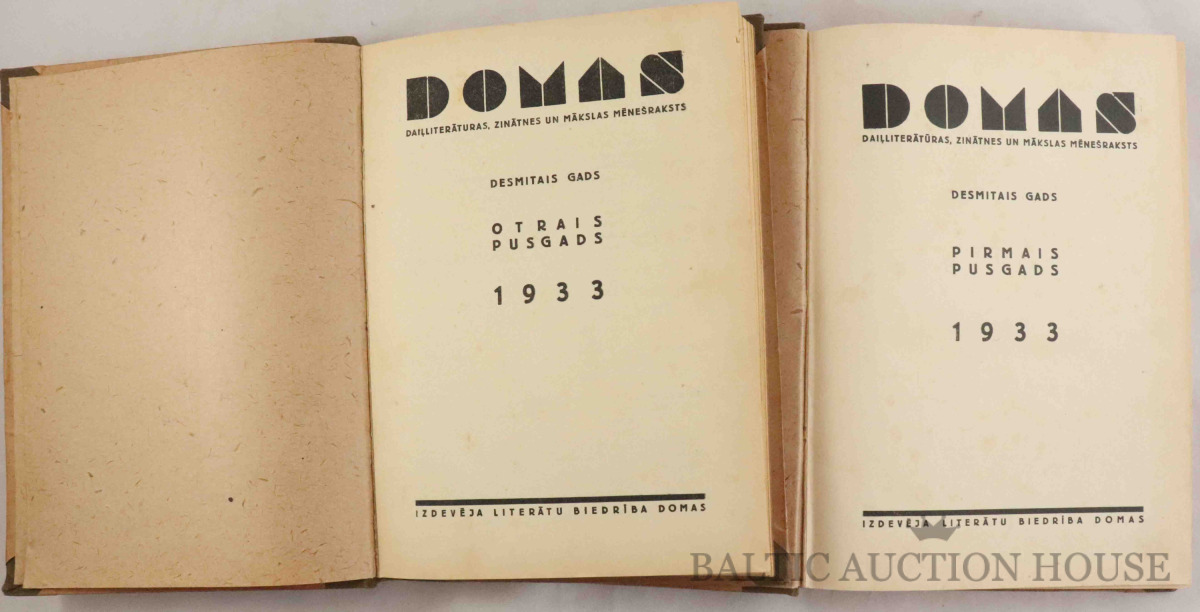 DOMAS
DAIĻLITERĀTURAS, ZINĀTNES UN MĀKSLAS MĒNEŠRAKSTS
DESMITAIS GADS
OTRAIS
PUSGADS
1933
IZDEVĒJA LITERĀTU BIEDRĪBA DOMAS
DOMAS
DAIĻLITERĀTŪRAS, ZINĀTNES UN MĀKSLAS MĒNEŠRAKSTS
DESMITAIS GADS
PIRMAIS
PUSGADS
1933
IZDEVĒJA LITERĀTU BIEDRĪBA DOMAS
BALTIC AUCTION HOUSE